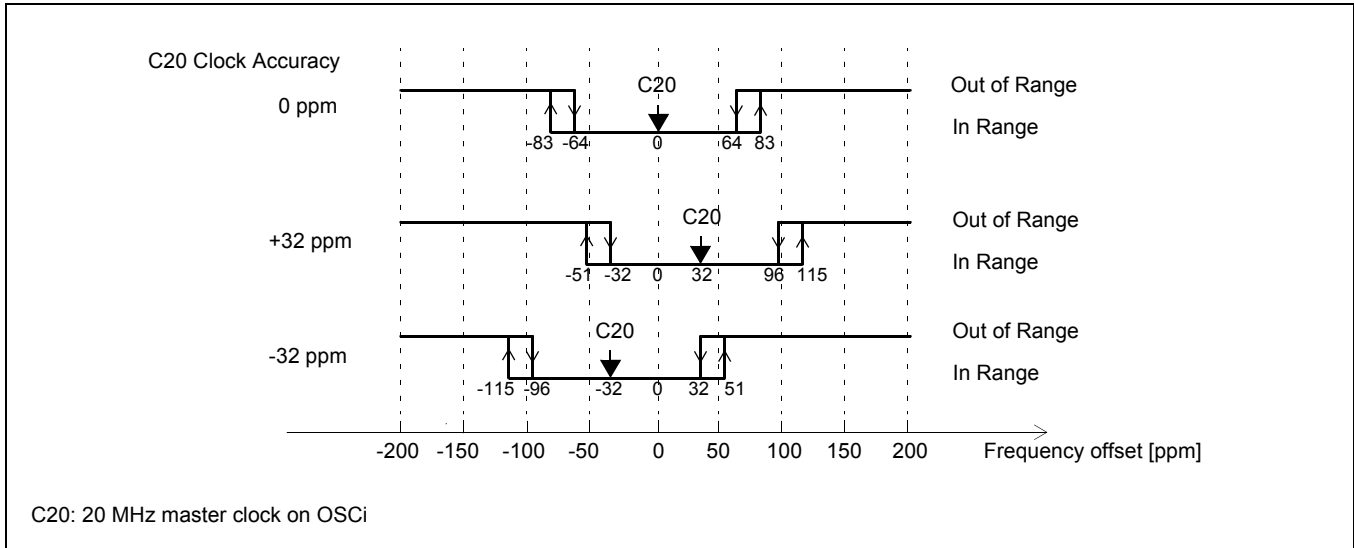 C20 Clock Accuracy
0 ppm
C20
Out of Range
In Range
-83 -64 0 64 83
+32 ppm
C20
Out of Range
In Range
-51 -32 0 32 96 115
-32 ppm
C20
Out of Range
In Range
-115 -96 -32 0 32 51
-200 -150 -100 -50 0 50 100 150 200 Frequency offset [ppm]
C20: 20 MHz master clock on OSCi